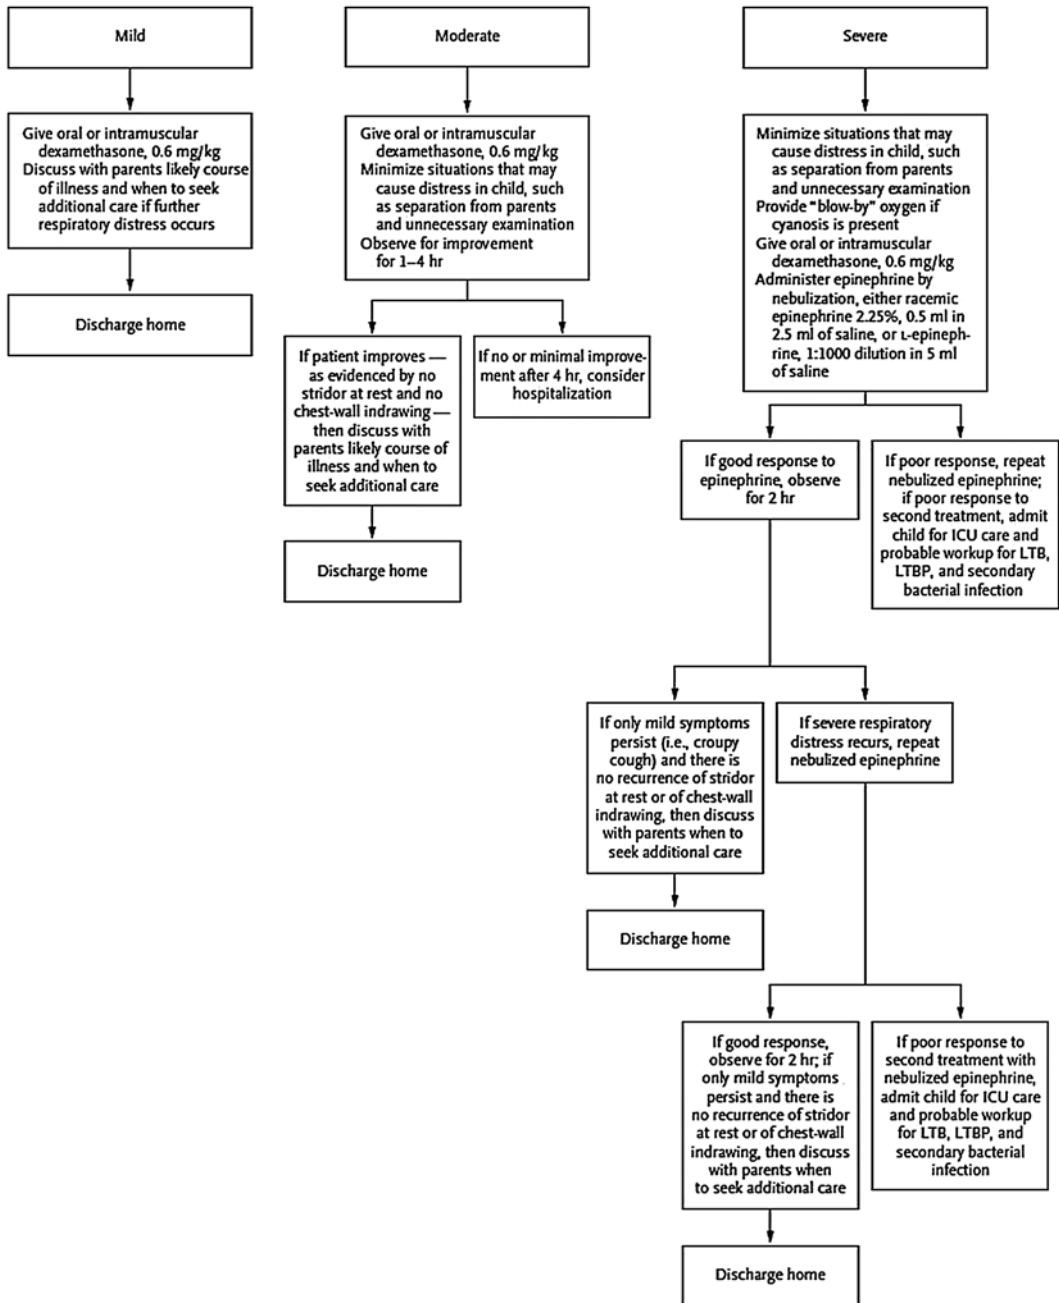 Mild
Moderate
Severe
Give oral or intramuscular
dexamethasone, 0.6 mg/kg
Discuss with parents likely course
of illness and when to seek
additional care if further
respiratory distress occurs
Give oral or intramuscular
dexamethasone, 0.6 mg/kg
Minimize situations that may
cause distress in child, such
as separation from parents
and unnecessary examination
Observe for improvement
for 1–4 hr
Minimize situations that may
cause distress in child, such
as separation from parents
and unnecessary examination
Provide “blow-by” oxygen if
cyanosis is present
Give oral or intramuscular
dexamethasone, 0.6 mg/kg
Administer epinephrine by
nebulization, either racemic
epinephrine 2.25%, 0.5 ml in
2.5 ml of saline, or L-epineph-
rine, 1:1000 dilution in 5 ml
of saline
Discharge home
If patient improves —
as evidenced by no
stridor at rest and no
chest-wall indrawing —
then discuss with
parents likely course of
illness and when to
seek additional care
If no or minimal improve-
ment after 4 hr, consider
hospitalization
If good response to
epinephrine, observe
for 2 hr
If poor response, repeat
nebulized epinephrine;
if poor response to
second treatment, admit
child for ICU care and
probable workup for LTB,
LTBP, and secondary
bacterial infection
Discharge home
If only mild symptoms
persist (i.e., croupy
cough) and there is
no recurrence of stridor
at rest or of chest-wall
indrawing, then discuss
with parents when to
seek additional care
If severe respiratory
distress recurs, repeat
nebulized epinephrine
Discharge home
If good response,
observe for 2 hr; if
only mild symptoms
persist and there is
no recurrence of stridor
at rest or of chest-wall
indrawing, then discuss
with parents when
to seek additional care
If poor response to
second treatment with
nebulized epinephrine,
admit child for ICU care
and probable workup
for LTB, LTBP, and
secondary bacterial
infection
Discharge home